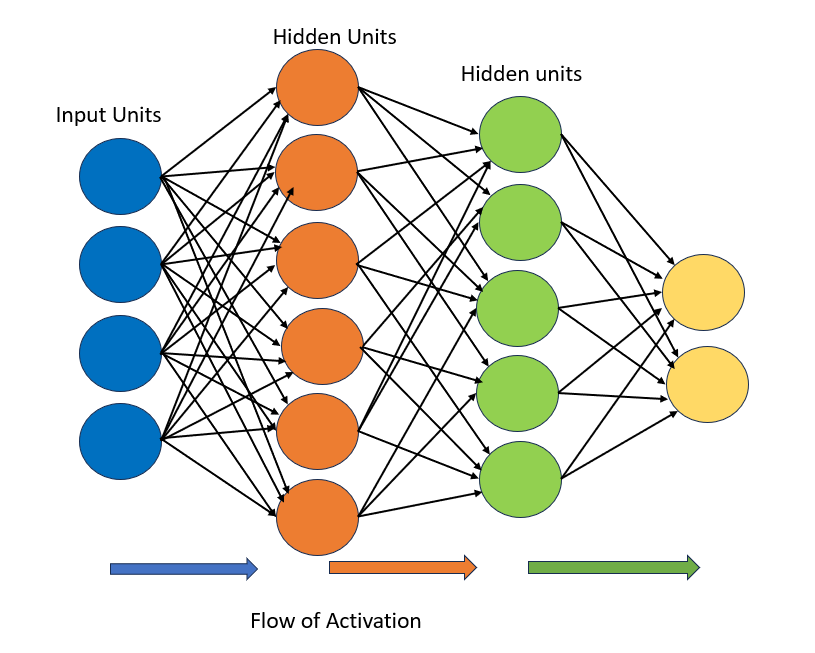 Hidden Units
Hidden units
Input Units
Flow of Activation